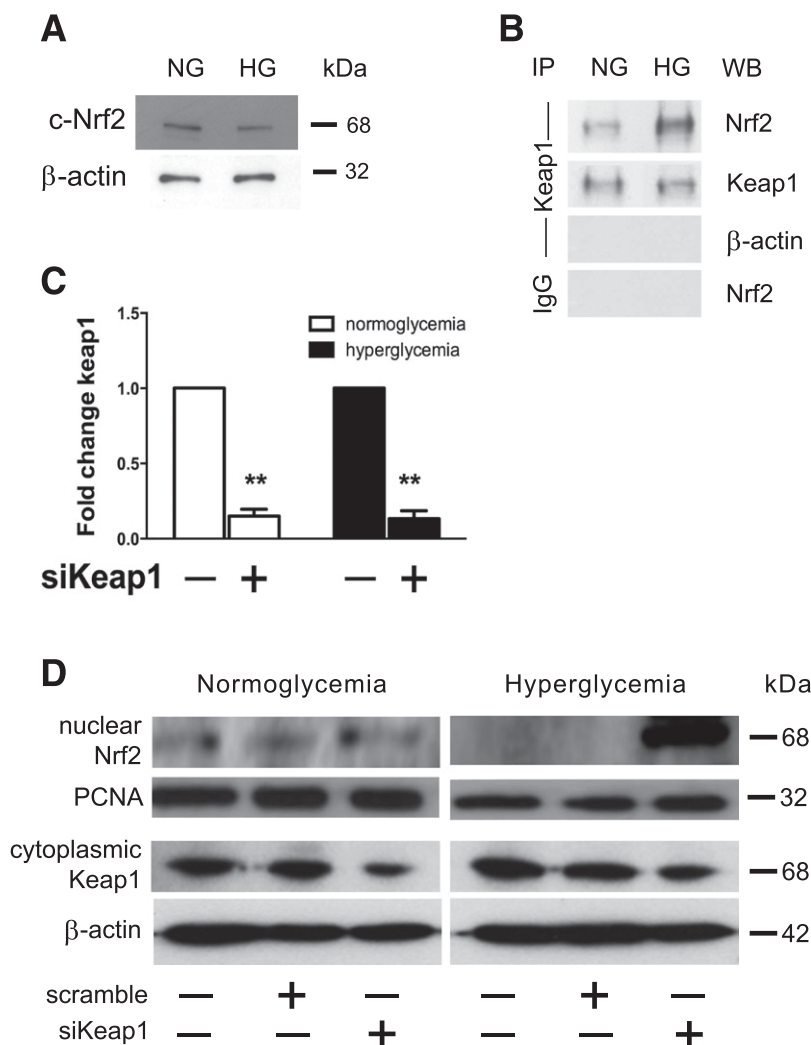 A
NG HG kDa
c-Nrf2 68
β-actin 32
B
IP NG HG WB
Keap1 Nrf2
Keap1
β-actin
IgG Nrf2
C
Fold change keap1
1.5
1.0
0.5
0.0
normoglycemia
hyperglycemia
** **
siKeap1 — + — +
D
Normoglycemia Hyperglycemia kDa
nuclear
Nrf2 68
PCNA 32
cytoplasmic
Keap1 68
β-actin 42
scramble — + — — + —
siKeap1 — — + — — +